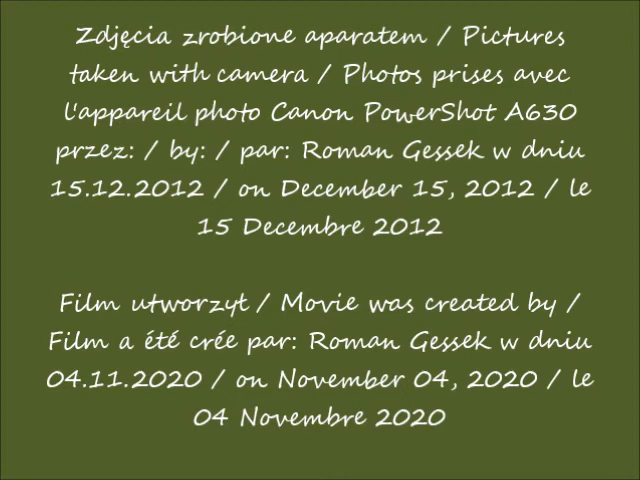 Zdjęcia zrobione aparatem / Pictures
taken with camera / Photos prises avec
l'appareil photo Canon PowerShot A630
przez: / by: / par: Roman Gessek w dniu
15.12.2012 / on December 15, 2012 / le
15 Decembre 2012
Film utworzył / Movie was created by /
Film a été crée par: Roman Gessek w dniu
04.11.2020 / on November 04, 2020 / le
04 Novembre 2020